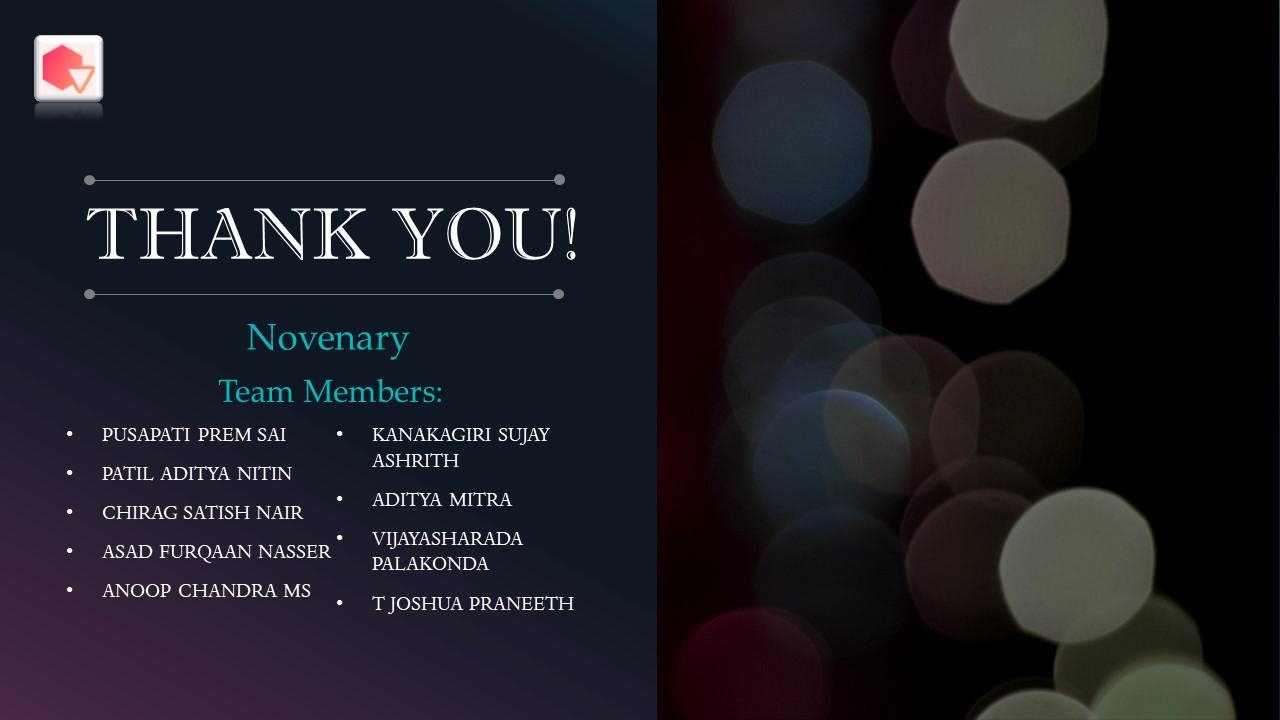 THANK YOU!
Novenary
Team Members:
• PUSAPATI PREM SAI
• PATIL ADITYA NITIN
• CHIRAG SATISH NAIR
• ASAD FURQAAN NASSER
• ANOOP CHANDRA MS
• KANAKAGIRI SUJAY
ASHRITH
• ADITYA MITRA
• VIJAYASHARADA
PALAKONDA
• T JOSHUA PRANEETH